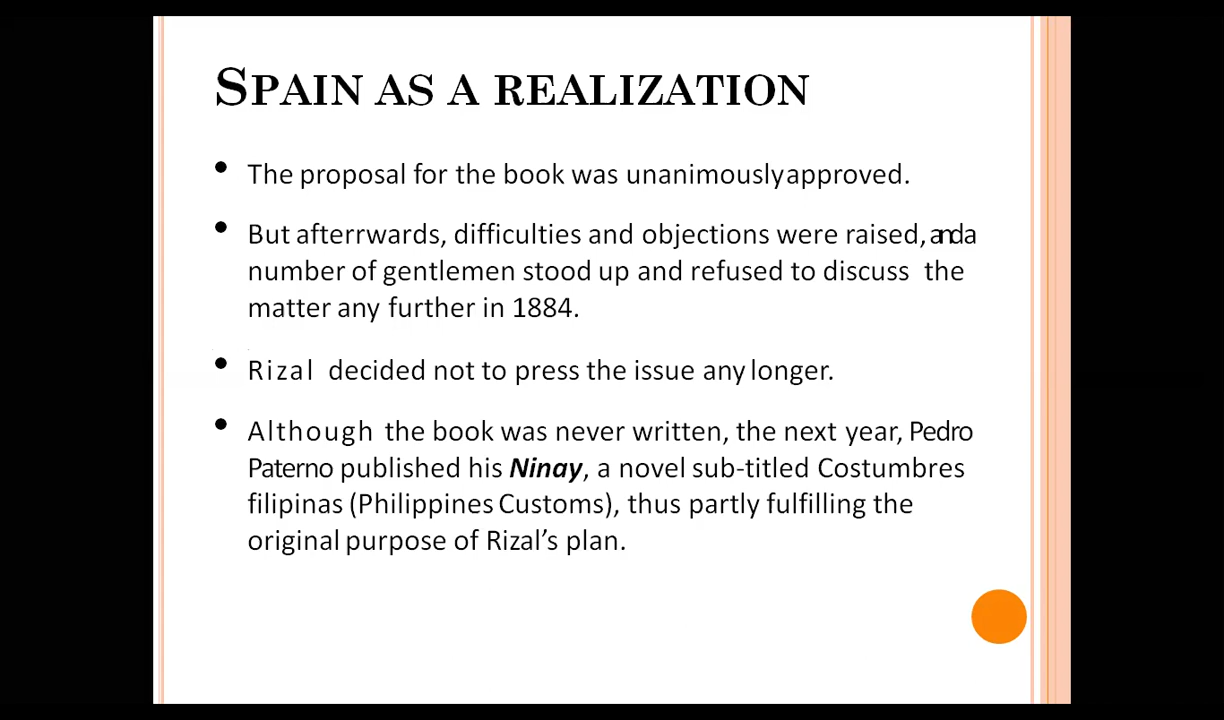 SPAIN AS A REALIZATION
• The proposal for the book was unanimously approved.
• But afterrwards, difficulties and objections were raised, and a
number of gentlemen stood up and refused to discuss the
matter any further in 1884.
• Rizal decided not to press the issue any longer.
• Although the book was never written, the next year, Pedro
Paterno published his Ninay, a novel sub-titled Costumbres
filipinas (Philippines Customs), thus partly fulfilling the
original purpose of Rizal’s plan.